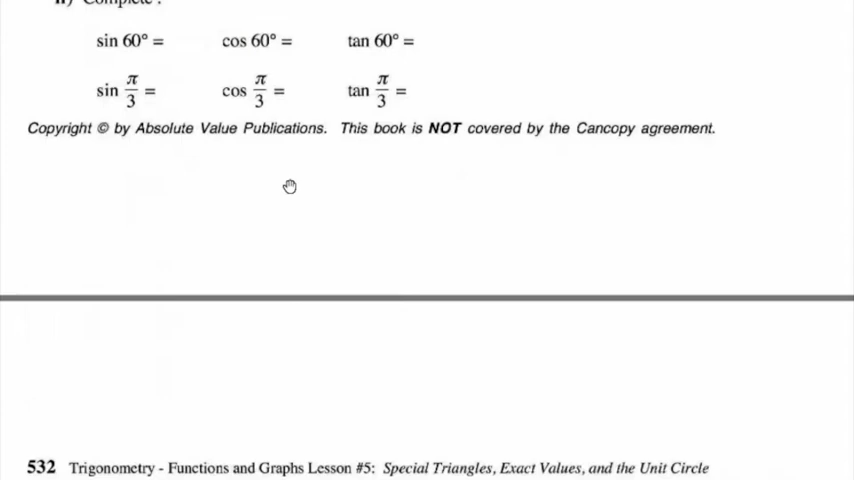 ii) Complete :
sin 60° = cos 60° = tan 60° =
sin π/3 = cos π/3 = tan π/3 =
Copyright © by Absolute Value Publications. This book is NOT covered by the Cancopy agreement.
532 Trigonometry - Functions and Graphs Lesson #5: Special Triangles, Exact Values, and the Unit Circle